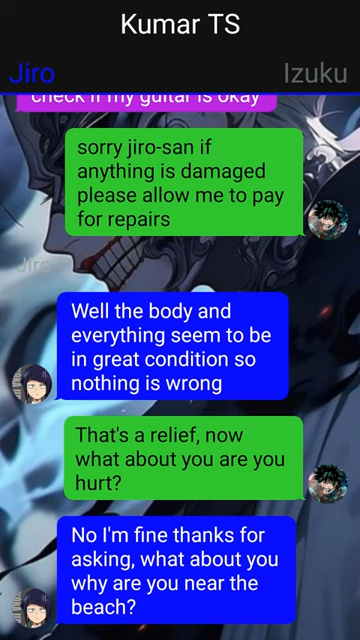 Kumar TS
Jiro
Izuku
check if my guitar is okay
sorry jiro-san if
anything is damaged
please allow me to pay
for repairs
Jiro
Well the body and
everything seem to be
in great condition so
nothing is wrong
That's a relief, now
what about you are you
hurt?
No I'm fine thanks for
asking, what about you
why are you near the
beach?